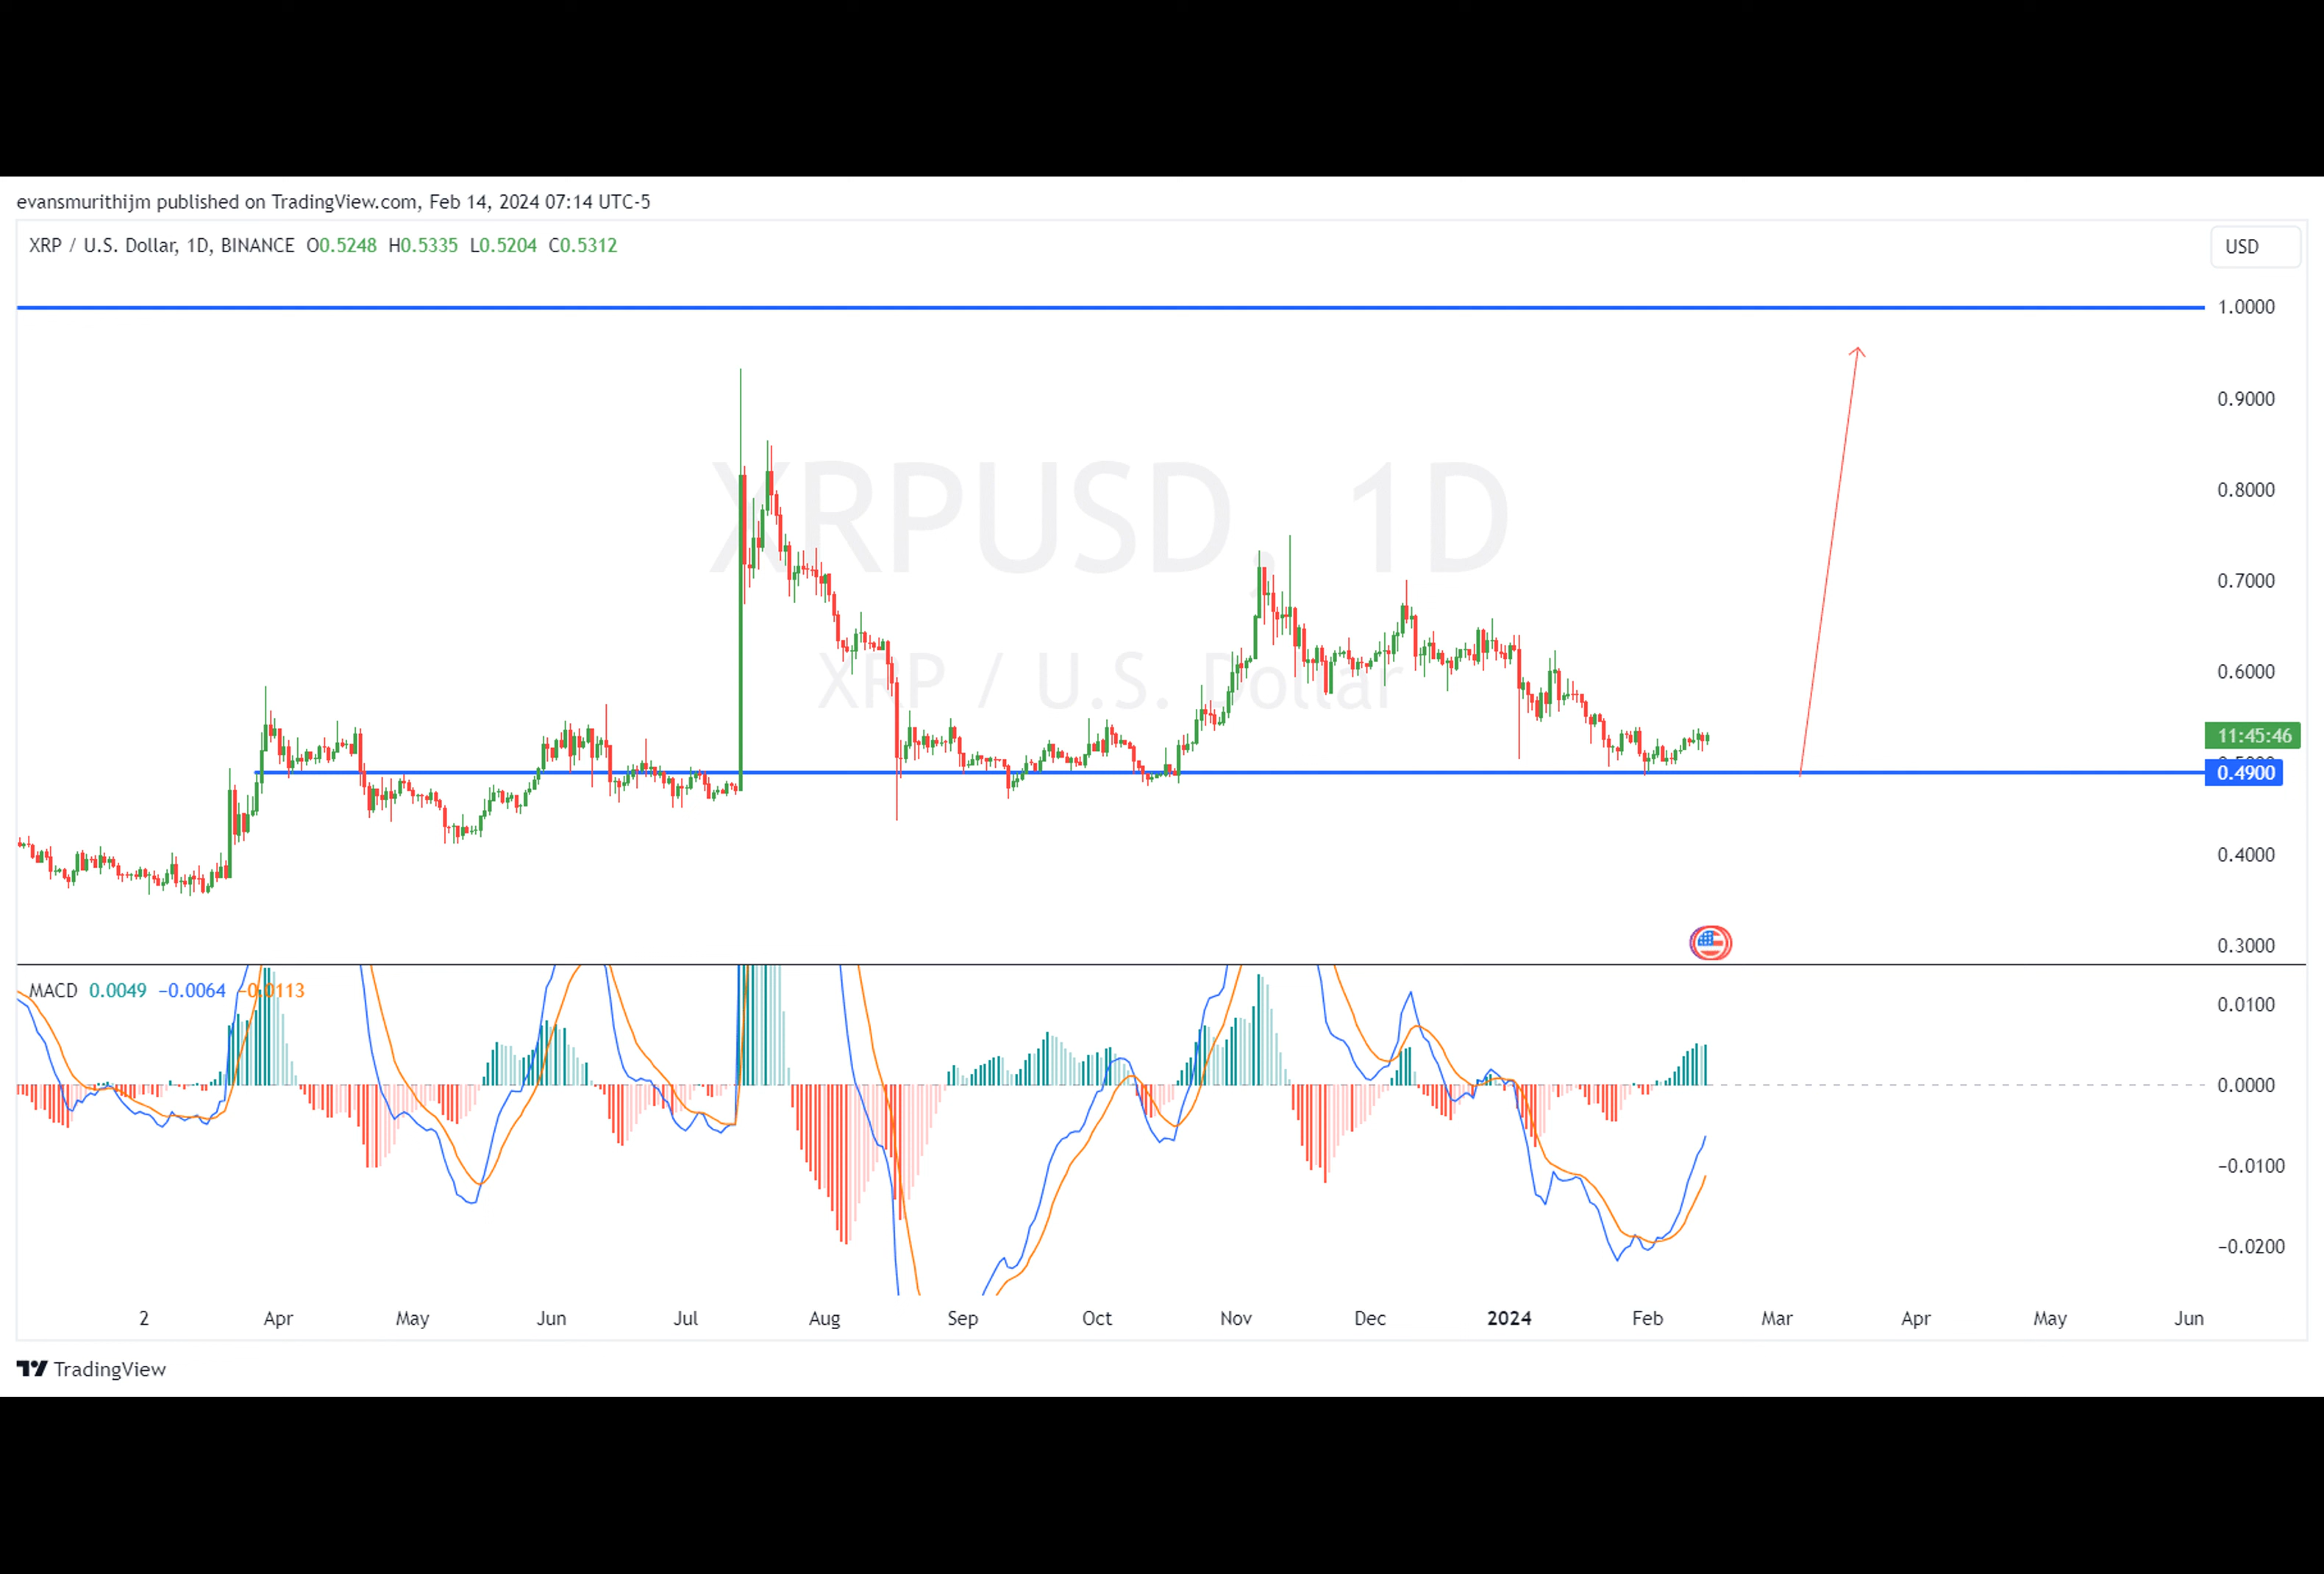 evansmurithijm published on TradingView.com, Feb 14, 2024 07:14 UTC-5
XRP / U.S. Dollar, 1D, BINANCE O0.5248 H0.5335 L0.5204 C0.5312
USD
1.0000
0.9000
XRPUSD, 1D
0.8000
0.7000
XRP / U.S. Dollar
0.6000
11:45:46
0.4900
0.4000
0.3000
MACD 0.0049 −0.0064 −0.0113
0.0100
0.0000
−0.0100
−0.0200
2 Apr May Jun Jul Aug Sep Oct Nov Dec 2024 Feb Mar Apr May Jun
TradingView